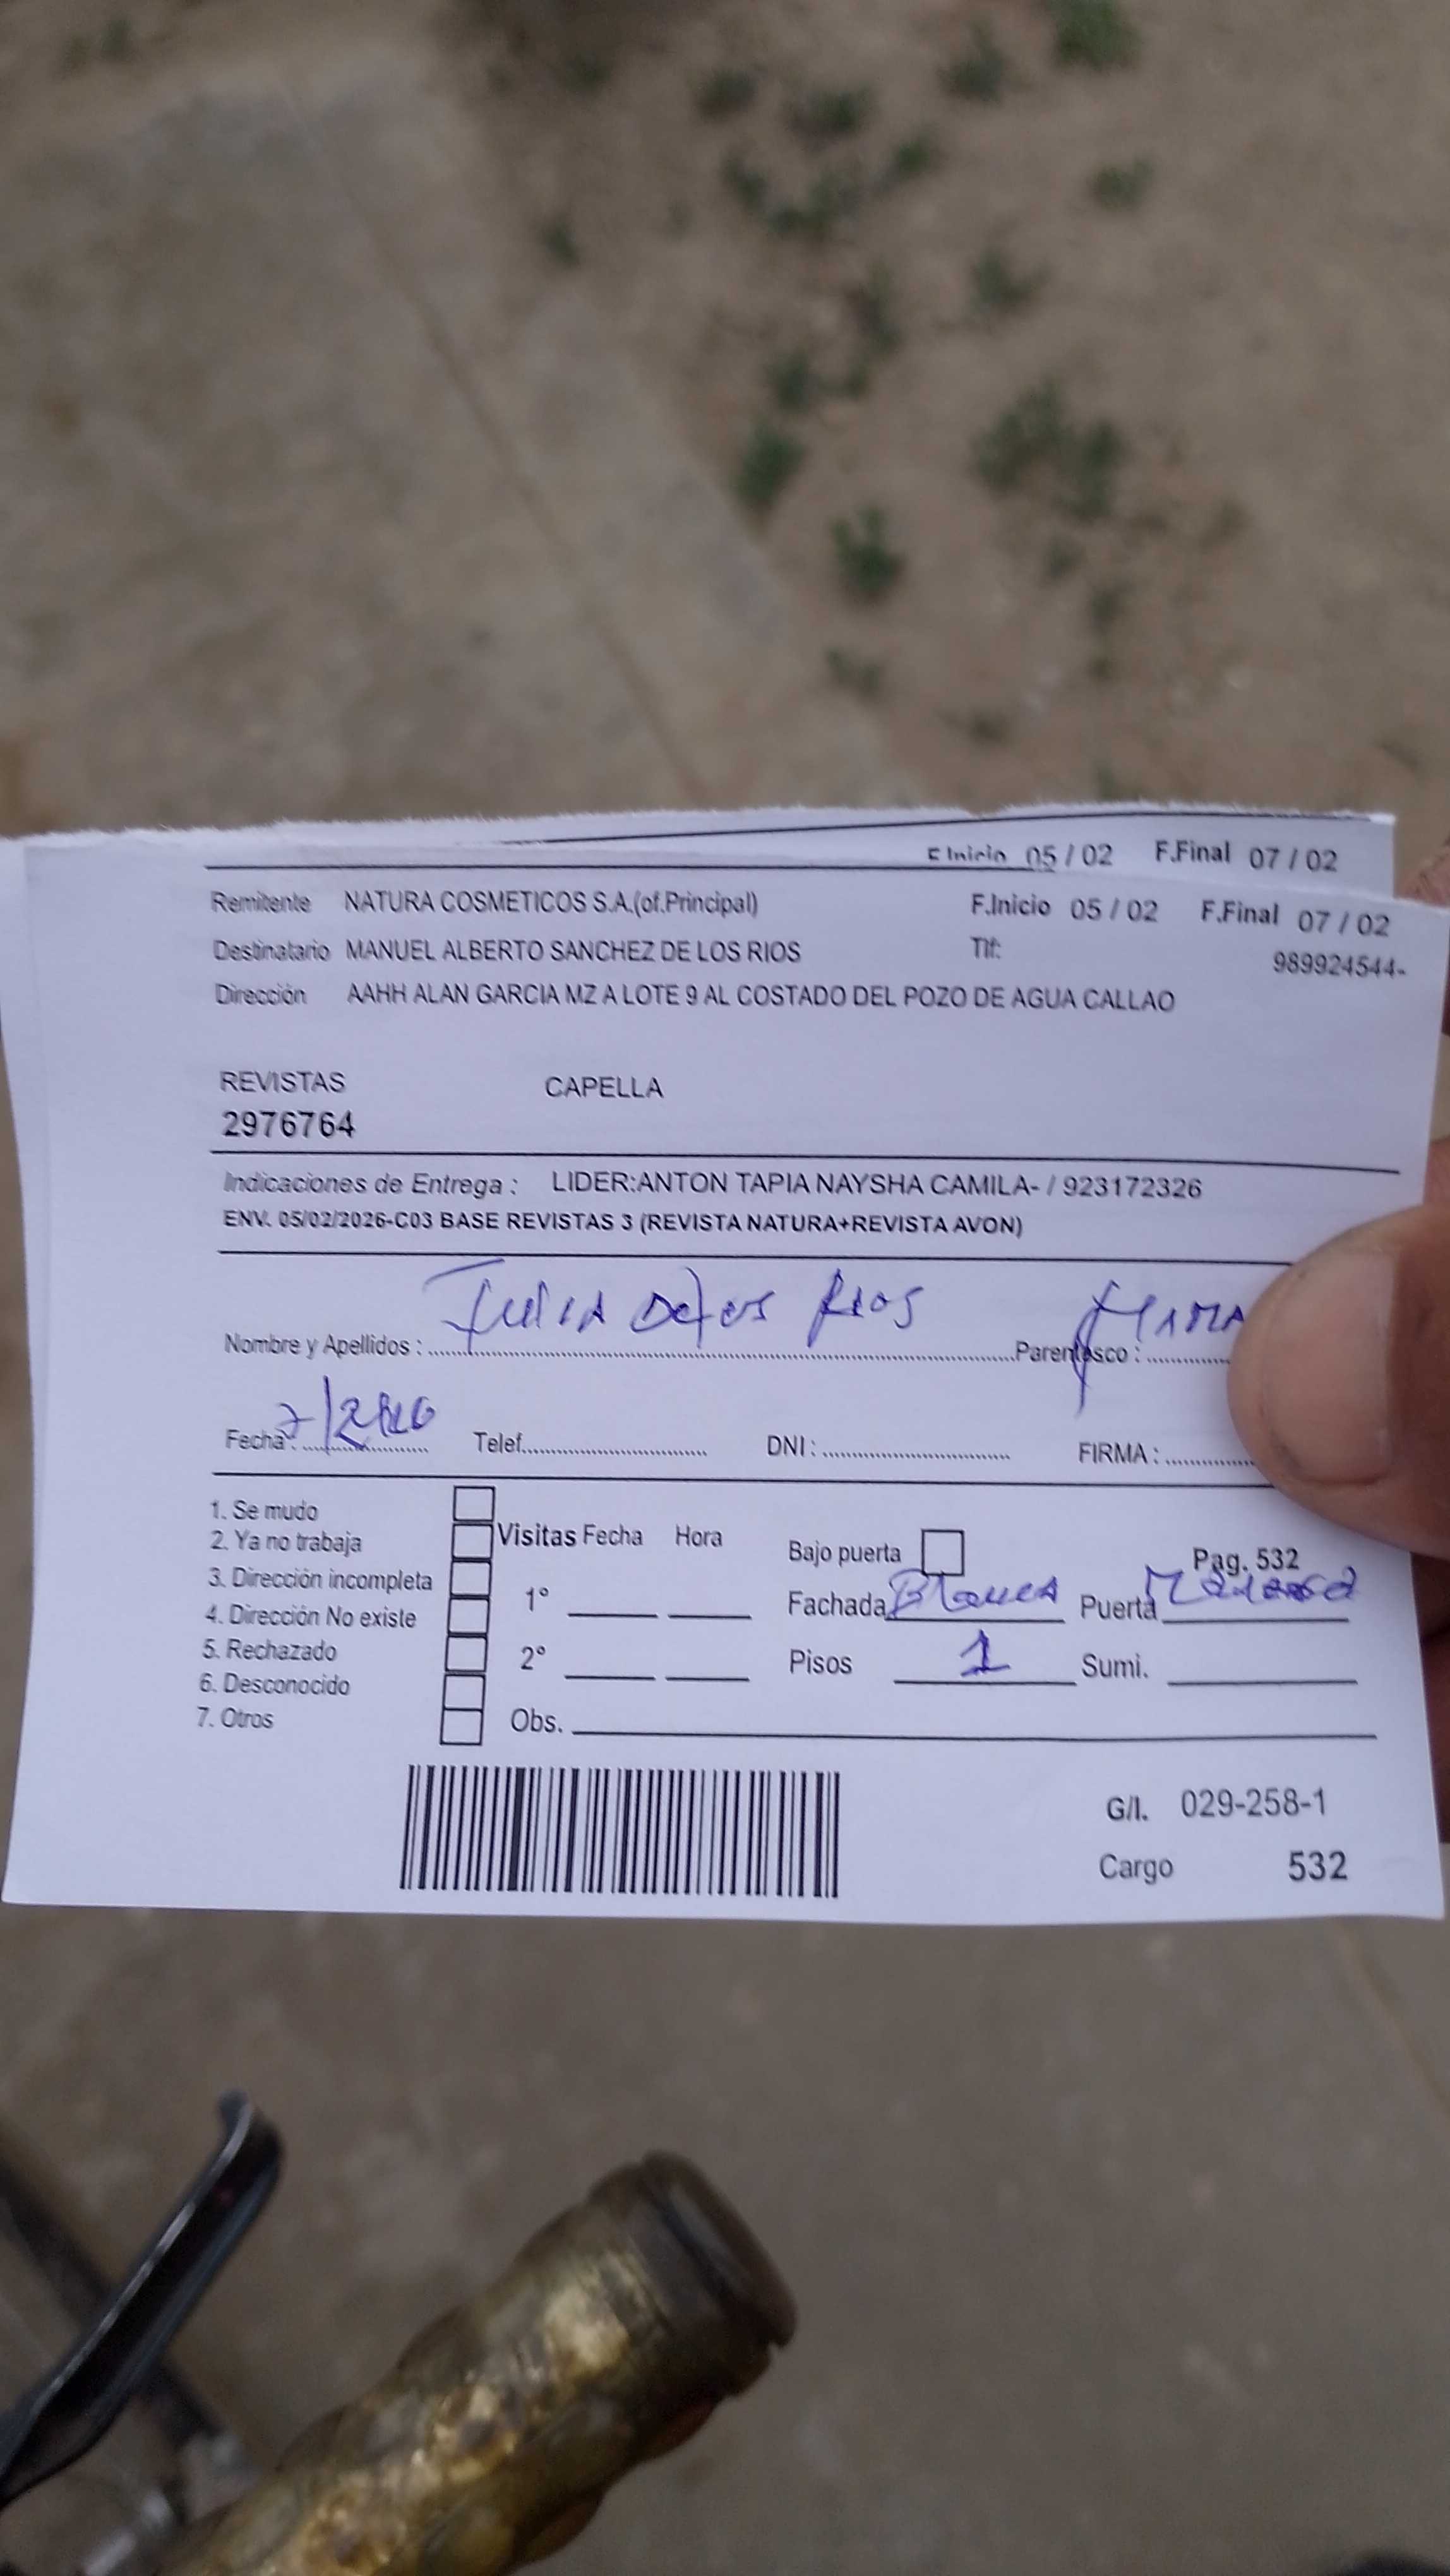 F.Inicio 05 / 02 F.Final 07 / 02
Remitente NATURA COSMETICOS S.A.(of.Principal) F.Inicio 05 / 02 F.Final 07 / 02
Destinatario MANUEL ALBERTO SANCHEZ DE LOS RIOS Tlf: 989924544-
Dirección AAHH ALAN GARCIA MZ A LOTE 9 AL COSTADO DEL POZO DE AGUA CALLAO
REVISTAS CAPELLA
2976764
Indicaciones de Entrega : LIDER:ANTON TAPIA NAYSHA CAMILA- / 923172326
ENV. 05/02/2026-C03 BASE REVISTAS 3 (REVISTA NATURA+REVISTA AVON)
Nombre y Apellidos : Julia De los Rios Parentesco :
Fecha : Telef. DNI : FIRMA :
1. Se mudo
2. Ya no trabaja
3. Dirección incompleta
4. Dirección No existe
5. Rechazado
6. Desconocido
7. Otros
Visitas Fecha Hora
1°
2°
Obs.
Bajo puerta Pag. 532
Fachada Blanca Puerta
Pisos 1 Sumi.
G/l. 029-258-1
Cargo 532